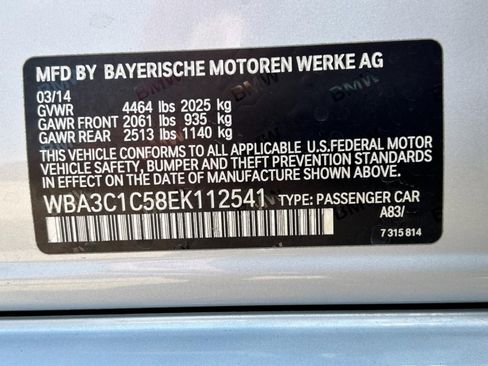 MFD BY BAYERISCHE MOTOREN WERKE AG
03/14
GVWR 4464 lbs 2025 kg
GAWR FRONT 2061 lbs 935 kg
GAWR REAR 2513 lbs 1140 kg
THIS VEHICLE CONFORMS TO ALL APPLICABLE U.S.FEDERAL MOTOR
VEHICLE SAFETY, BUMPER AND THEFT PREVENTION STANDARDS
IN EFFECT ON THE DATE OF MANUFACTURE SHOWN ABOVE.
WBA3C1C58EK112541 TYPE: PASSENGER CAR
A83/
7 315 814